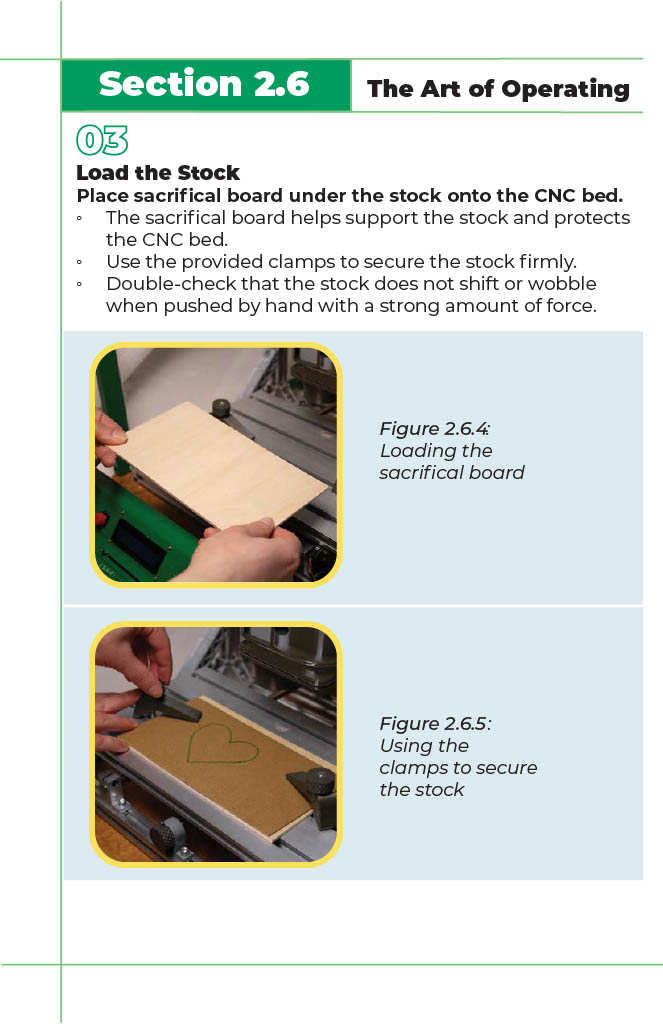 Section 2.6
The Art of Operating
03
Load the Stock
Place sacrifical board under the stock onto the CNC bed.
◦ The sacrifical board helps support the stock and protects
the CNC bed.
◦ Use the provided clamps to secure the stock firmly.
◦ Double-check that the stock does not shift or wobble
when pushed by hand with a strong amount of force.
Figure 2.6.4:
Loading the
sacrifical board
Figure 2.6.5:
Using the
clamps to secure
the stock